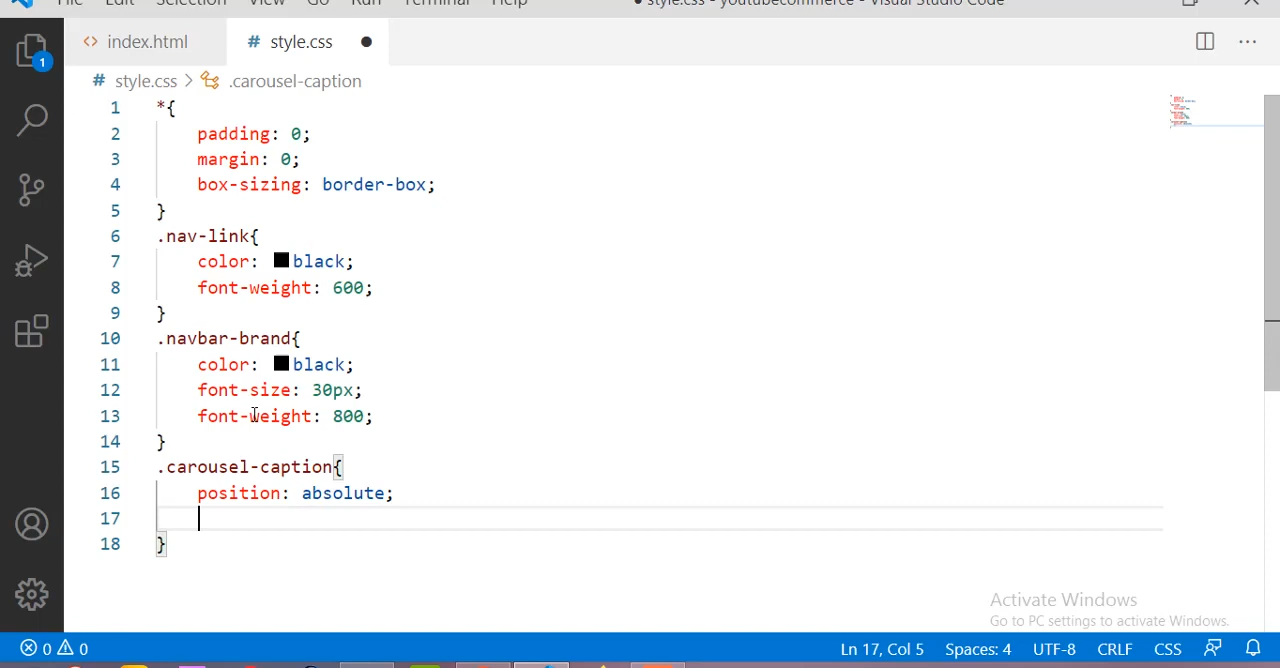 File Edit Selection View Go Run Terminal Help ● style.css - youtubecommerce - Visual Studio Code
1
<> index.html # style.css ●
# style.css > .carousel-caption
1 *{
2 padding: 0;
3 margin: 0;
4 box-sizing: border-box;
5 }
6 .nav-link{
7 color: black;
8 font-weight: 600;
9 }
10 .navbar-brand{
11 color: black;
12 font-size: 30px;
13 font-weight: 800;
14 }
15 .carousel-caption{
16 position: absolute;
17
18 }
Activate Windows
Go to PC settings to activate Windows.
0 0 Ln 17, Col 5 Spaces: 4 UTF-8 CRLF CSS